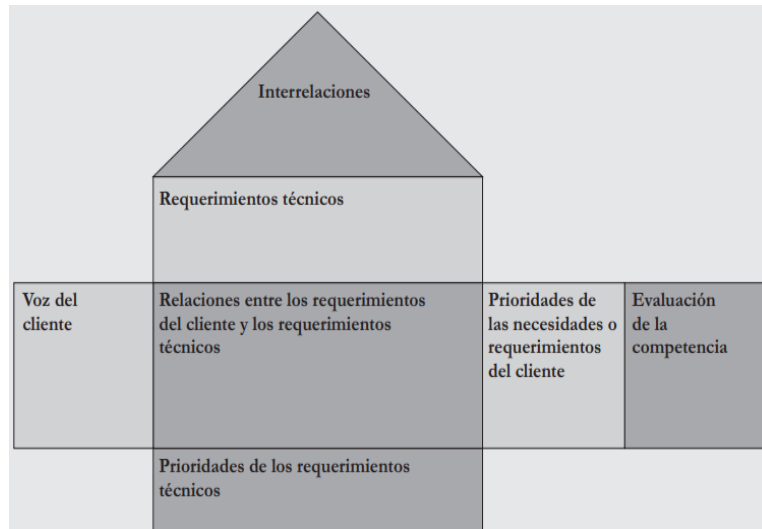 Interrelaciones
Requerimientos técnicos
Voz del
cliente
Relaciones entre los requerimientos
del cliente y los requerimientos
técnicos
Prioridades de
las necesidades o
requerimientos
del cliente
Evaluación
de la
competencia
Prioridades de los requerimientos
técnicos